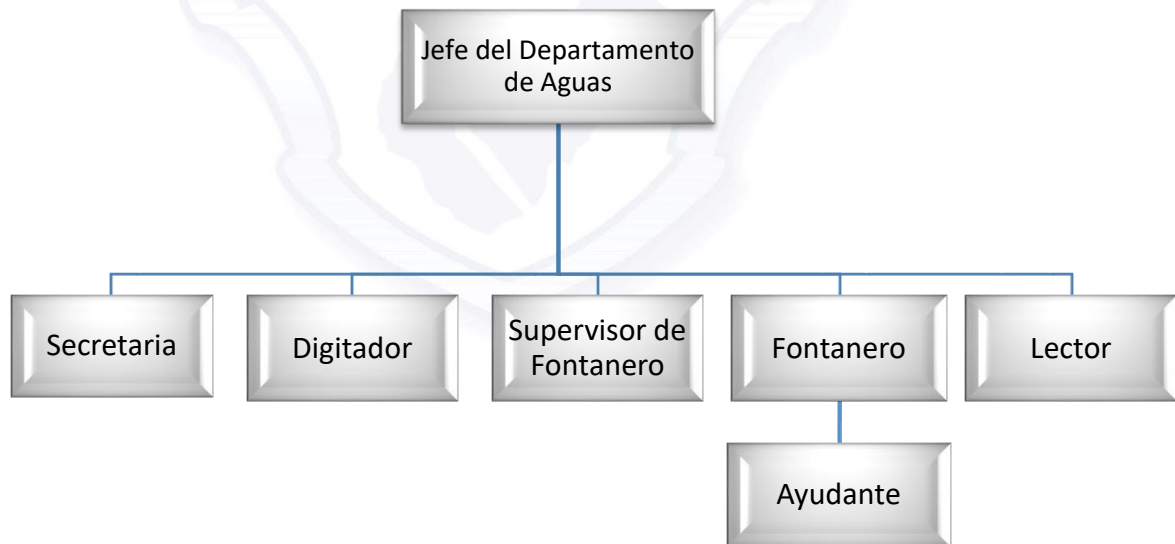 Jefe del Departamento
de Aguas
Secretaria
Digitador
Supervisor de
Fontanero
Fontanero
Lector
Ayudante